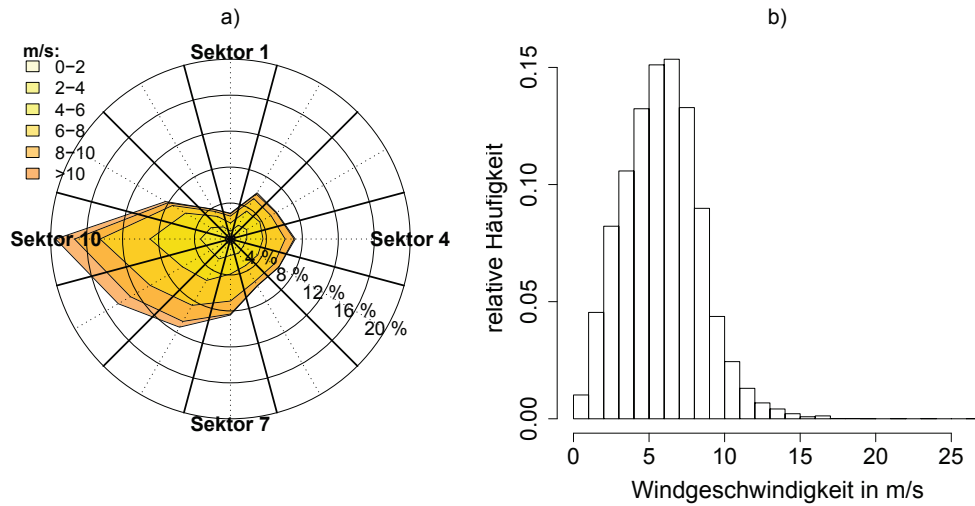 a)
m/s:
0−2
2−4
4−6
6−8
8−10
>10
Sektor 1
Sektor 10
Sektor 4
Sektor 7
4 %
8 %
12 %
16 %
20 %
b)
relative Häufigkeit
0.15
0.10
0.05
0.00
0 5 10 15 20 25
Windgeschwindigkeit in m/s